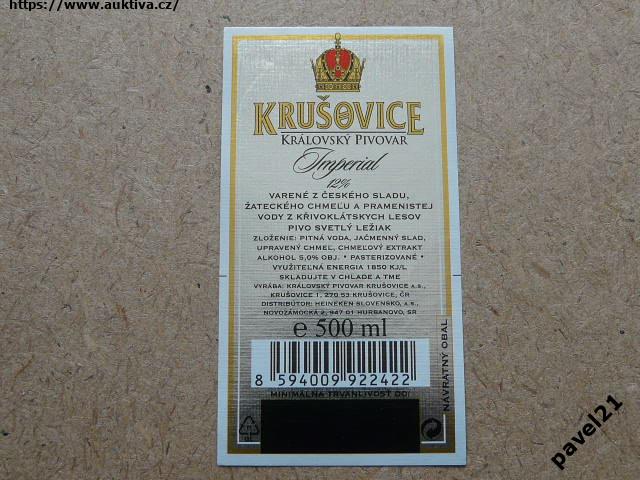 https://www.auktiva.cz/
KRUŠOVICE
KRÁLOVSKÝ PIVOVAR
Imperial
12%
VARENÉ Z ČESKÉHO SLADU,
ŽATECKÉHO CHMEĽU A PRAMENISTEJ
VODY Z KŘIVOKLÁTSKYCH LESOV
PIVO SVETLÝ LEŽIAK
ZLOŽENIE: PITNÁ VODA, JAČMENNÝ SLAD,
UPRAVENÝ CHMEĽ, CHMEĽOVÝ EXTRAKT
ALKOHOL 5,0% OBJ. • PASTERIZOVANÉ •
VYUŽITEĽNÁ ENERGIA 1850 KJ/L
SKLADUJTE V CHLADE A TME
VÝROBA: KRÁLOVSKÝ PIVOVAR KRUŠOVICE A.S.,
KRUŠOVICE 1, 270 53 KRUŠOVICE, ČR
DISTRIBÚTOR: HEINEKEN SLOVENSKO, A.S.,
NOVOZÁMOCKÁ 2, 947 01 HURBANOVO, SR
e 500 ml
8 594009 922422
MINIMÁLNA TRVANLIVOSŤ DO:
NÁVRATNÝ OBAL
pavel21